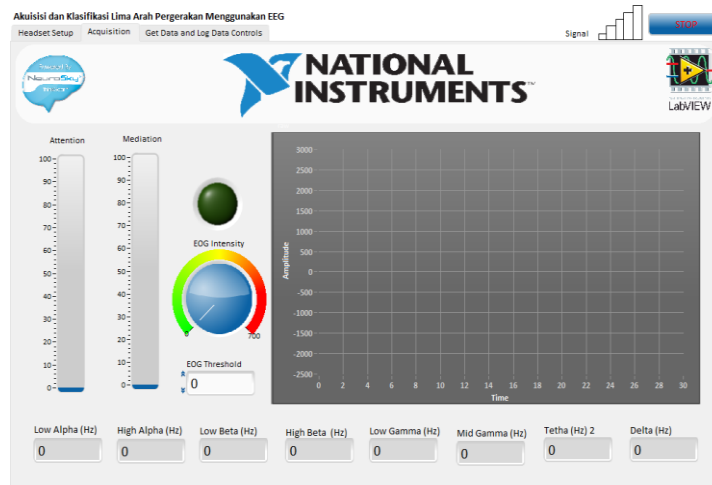 Akuisisi dan Klasifikasi Lima Arah Pergerakan Menggunakan EEG
Headset Setup Acquisition Get Data and Log Data Controls
Signal
STOP
NeuroSky
NATIONAL
INSTRUMENTS
LabVIEW
Attention
100
90
80
70
60
50
40
30
20
10
0
Mediation
100
90
80
70
60
50
40
30
20
10
0
EOG Intensity
0
700
EOG Threshold
0
3000
2500
2000
1500
1000
500
0
-500
-1000
-1500
-2000
-2500
Amplitude
0 2 4 6 8 10 12 14 16 18 20 22 24 26 28 30
Time
Low Alpha (Hz) High Alpha (Hz) Low Beta (Hz) High Beta (Hz) Low Gamma (Hz) Mid Gamma (Hz) Tetha (Hz) 2 Delta (Hz)
0 0 0 0 0 0 0 0